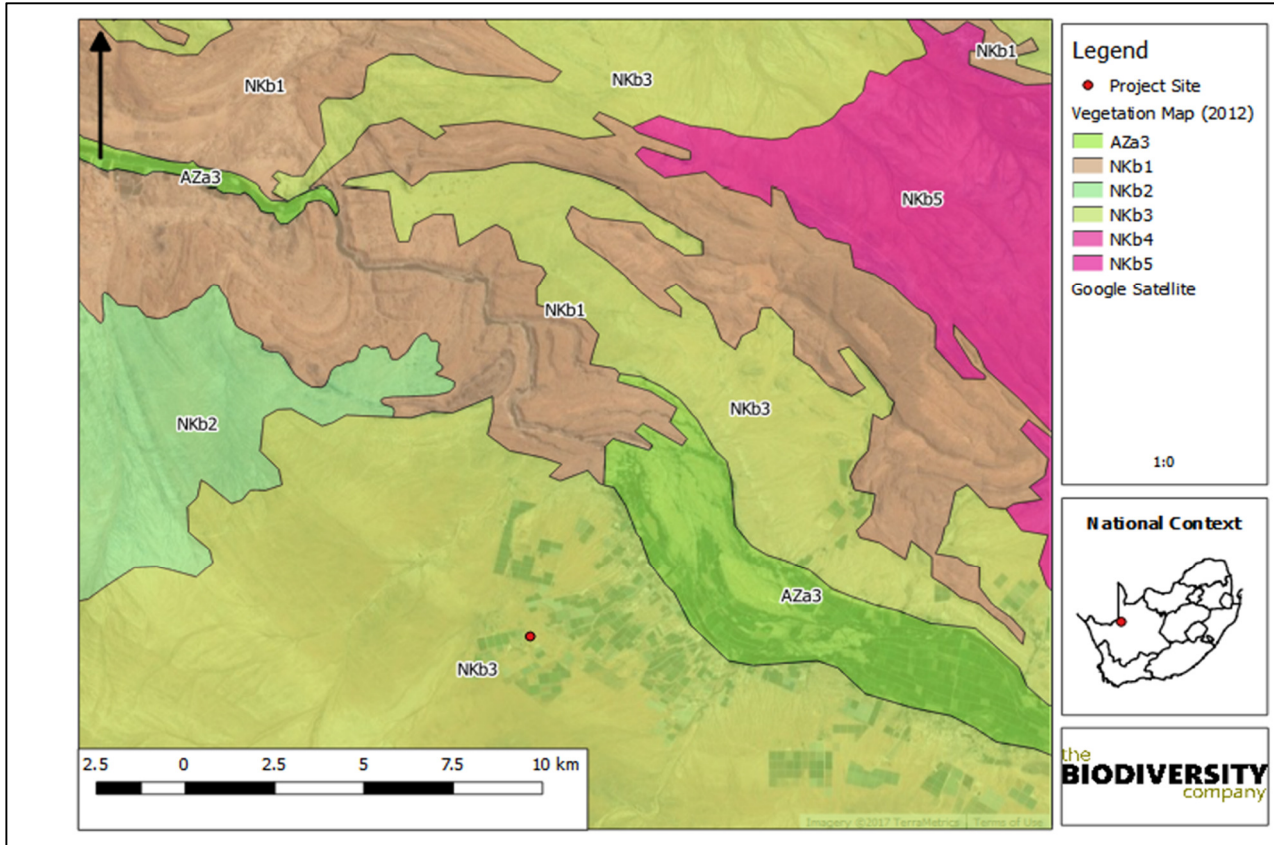 NKb1
NKb3
NKb1
AZa3
NKb5
NKb1
NKb3
NKb2
AZa3
NKb3
2.5 0 2.5 5 7.5 10 km
Imagery ©2017 TerraMetrics Terms of Use
Legend
Project Site
Vegetation Map (2012)
AZa3
NKb1
NKb2
NKb3
NKb4
NKb5
Google Satellite
1:0
National Context
the
BIODIVERSITY
company